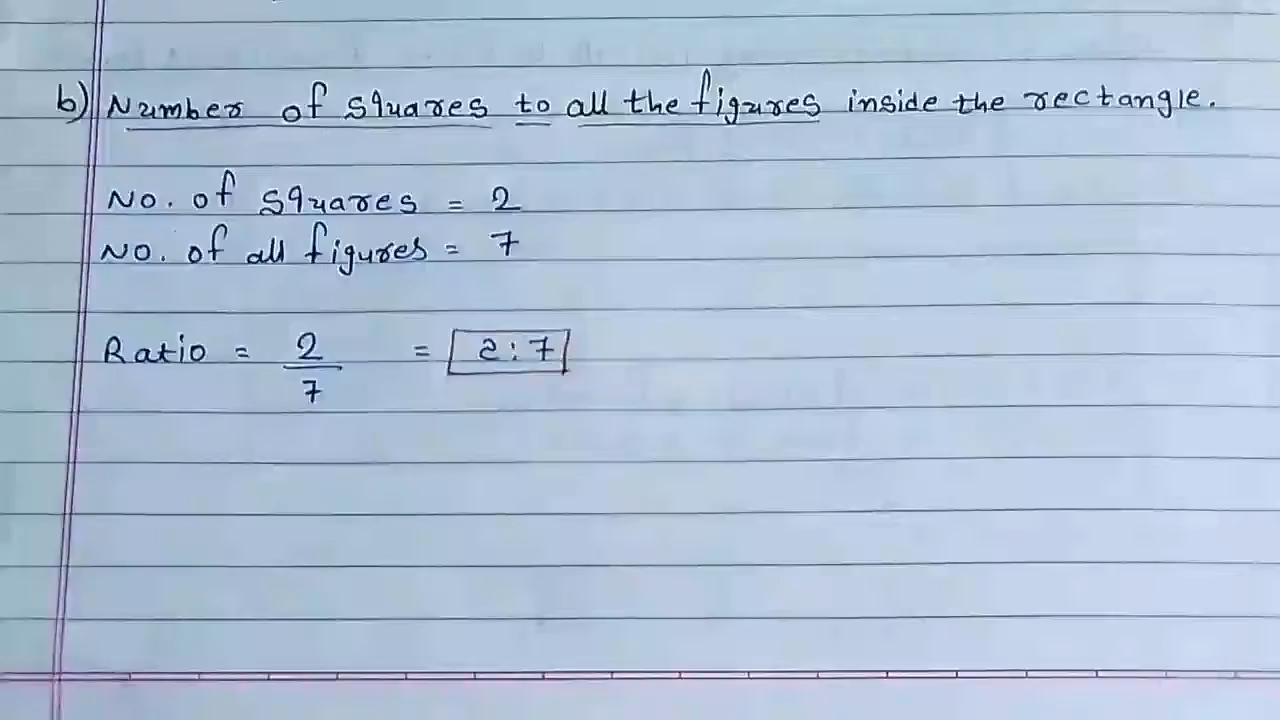 b) Number of squares to all the figures inside the rectangle.
No. of squares = 2
No. of all figures = 7
Ratio = 2/7 = 2:7